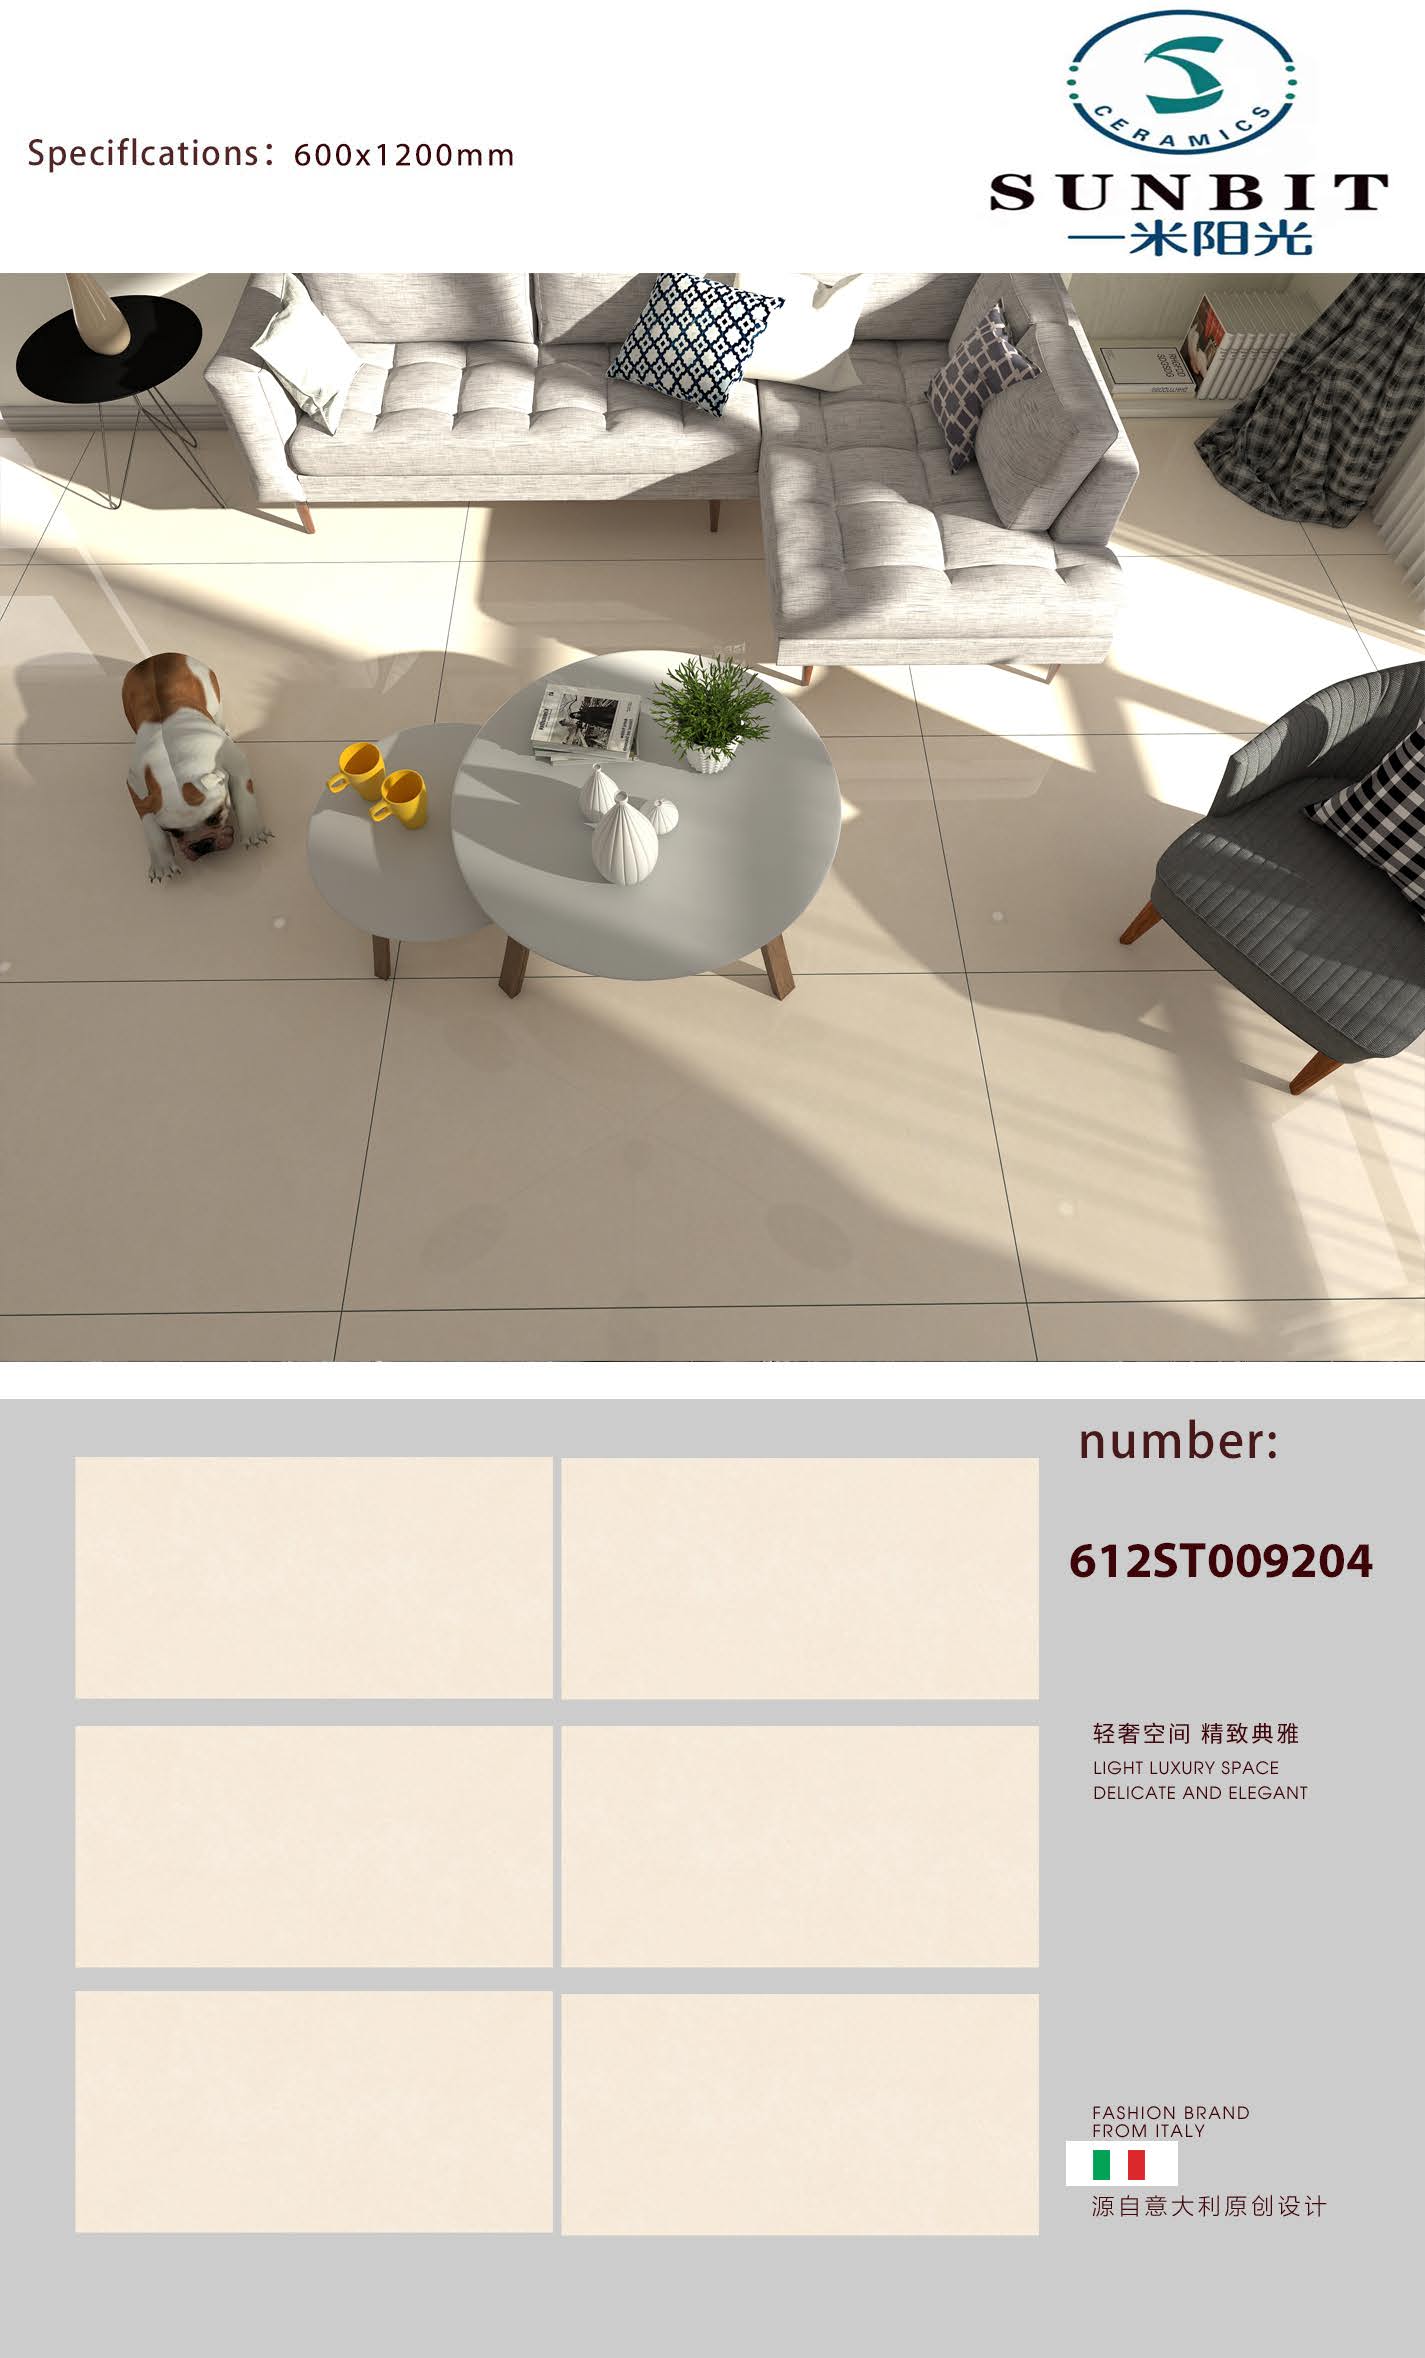 CERAMICS
Speciflcations：600x1200mm
SUNBIT
一米阳光
number:
612ST009204
轻奢空间 精致典雅
LIGHT LUXURY SPACE
DELICATE AND ELEGANT
FASHION BRAND
FROM ITALY
源自意大利原创设计